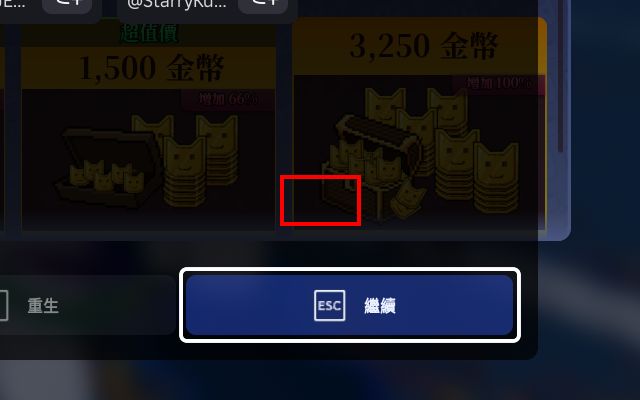 @StarryKu...
超值價
1,500 金幣
增加 66%
3,250 金幣
增加 100%
重生
ESC 繼續